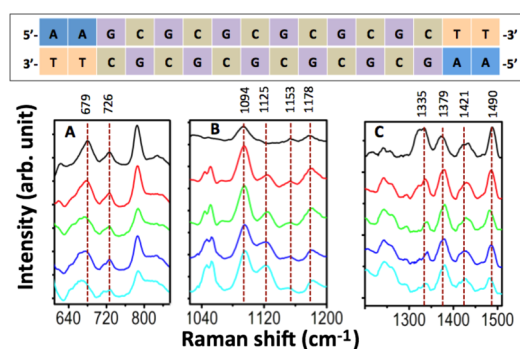 5'- A A G C G C G C G C G C G C T T -3'
3'- T T C G C G C G C G C G C G A A -5'
679 726 1094 1125 1153 1178 1335 1379 1421 1490
A B C
Intensity (arb. unit)
640 720 800 1040 1120 1200 1300 1400 1500
Raman shift (cm-1)